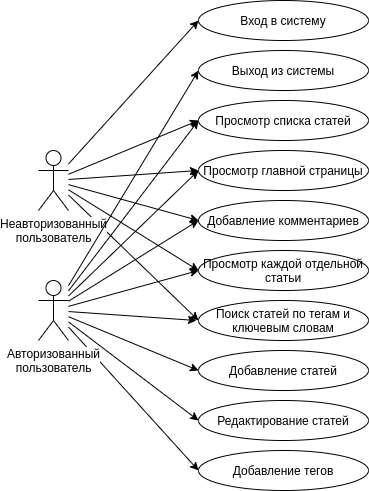 Вход в систему
Выход из системы
Просмотр списка статей
Просмотр главной страницы
Добавление комментариев
Просмотр каждой отдельной
статьи
Поиск статей по тегам и
ключевым словам
Добавление статей
Редактирование статей
Добавление тегов
Неавторизованный
пользователь
Авторизованный
пользователь